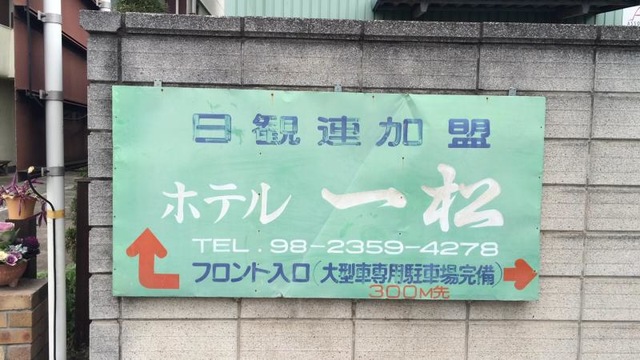 日観連加盟
ホテル 一松
TEL.98-2359-4278
フロント入口(大型車専用駐車場完備)
300M先